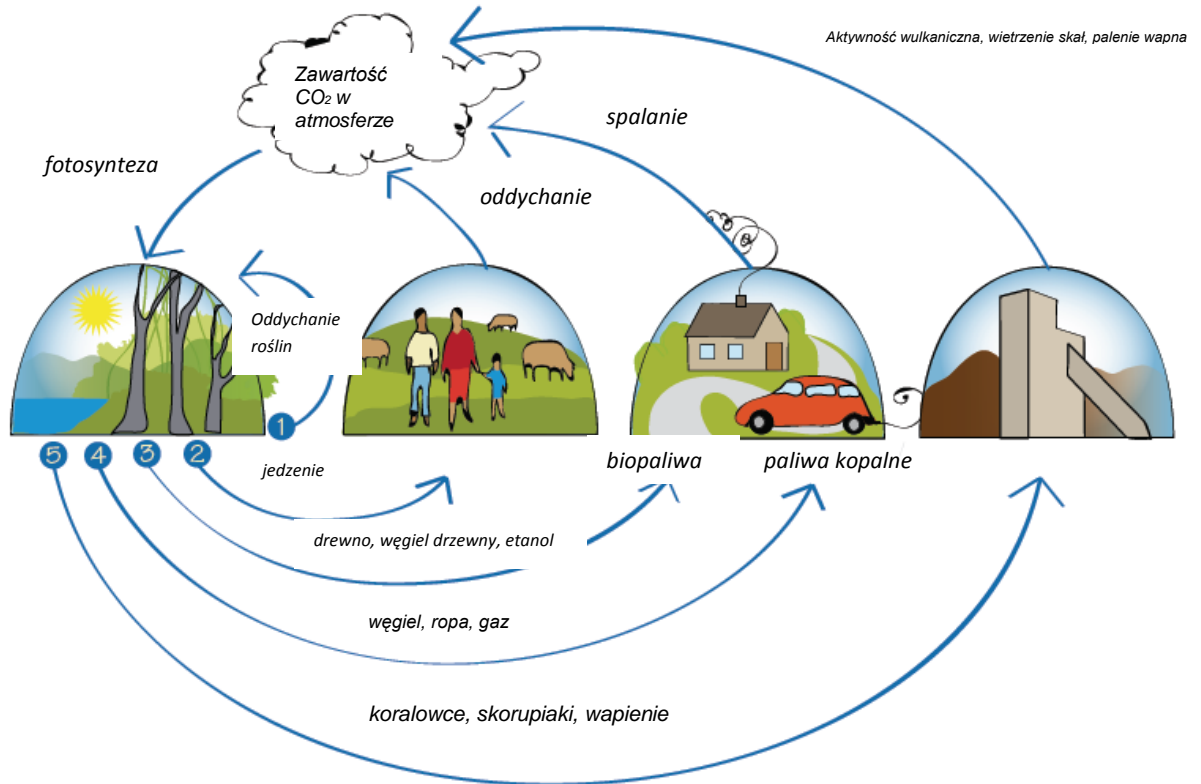 Aktywność wulkaniczna, wietrzenie skał, palenie wapna
Zawartość
CO₂ w
atmosferze
spalanie
fotosynteza
oddychanie
Oddychanie
roślin
1
5 4 3 2
jedzenie
biopaliwa
paliwa kopalne
drewno, węgiel drzewny, etanol
węgiel, ropa, gaz
koralowce, skorupiaki, wapienie